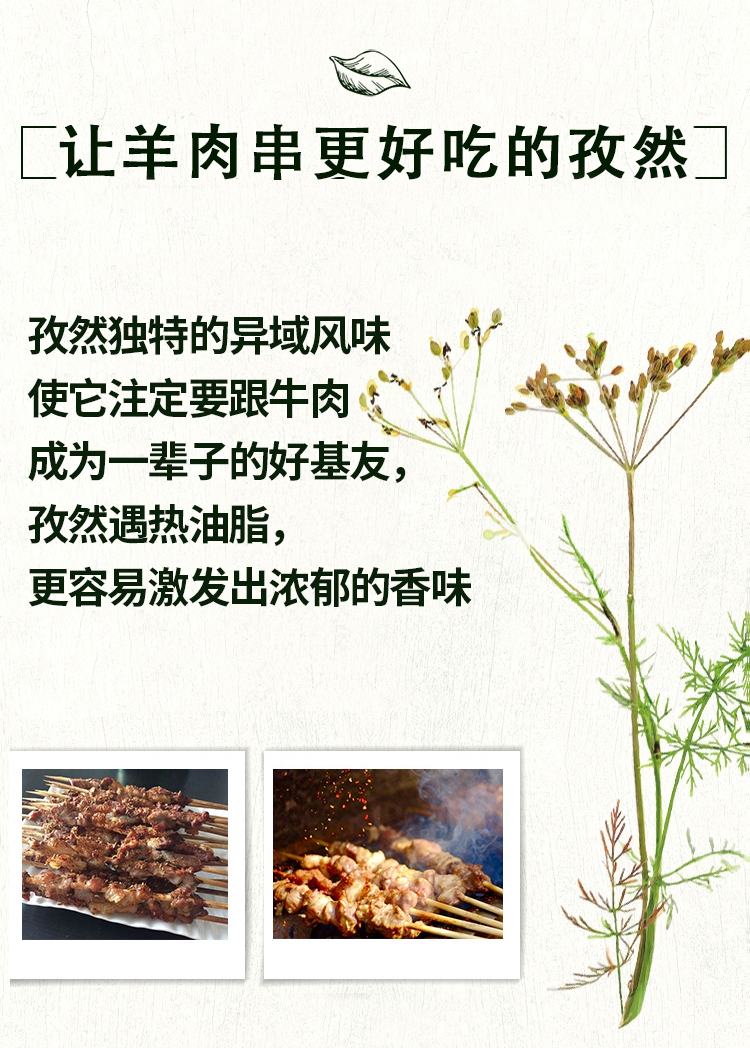 让羊肉串更好吃的孜然
孜然独特的异域风味
使它注定要跟牛肉
成为一辈子的好基友，
孜然遇热油脂，
更容易激发出浓郁的香味